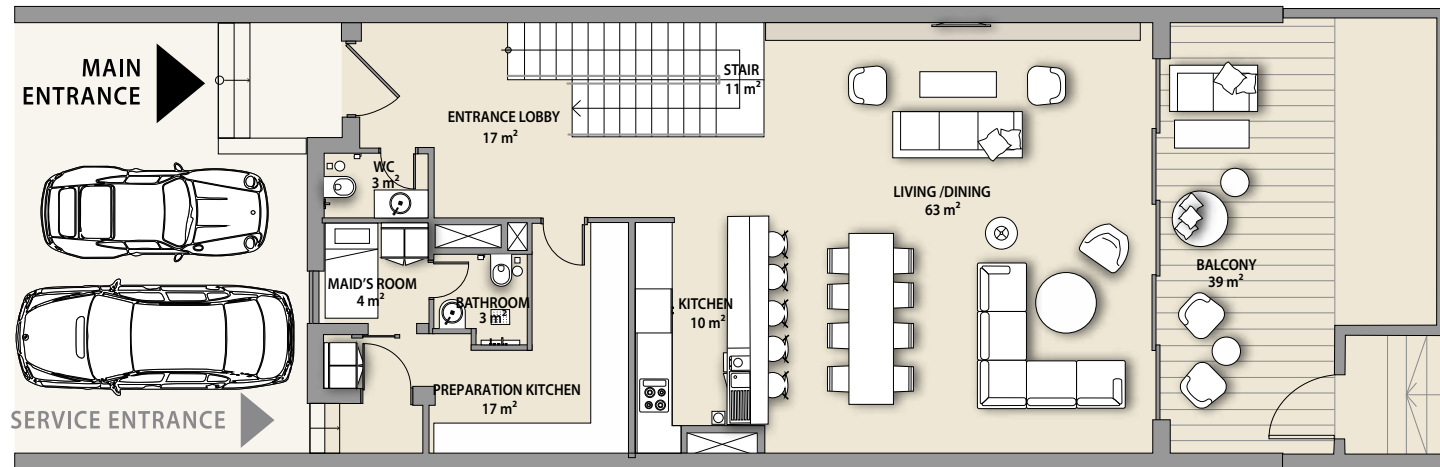 MAIN
ENTRANCE
STAIR
11 m²
ENTRANCE LOBBY
17 m²
WC
3 m²
LIVING /DINING
63 m²
MAID'S ROOM
4 m²
BATHROOM
3 m²
KITCHEN
10 m²
BALCONY
39 m²
PREPARATION KITCHEN
17 m²
SERVICE ENTRANCE